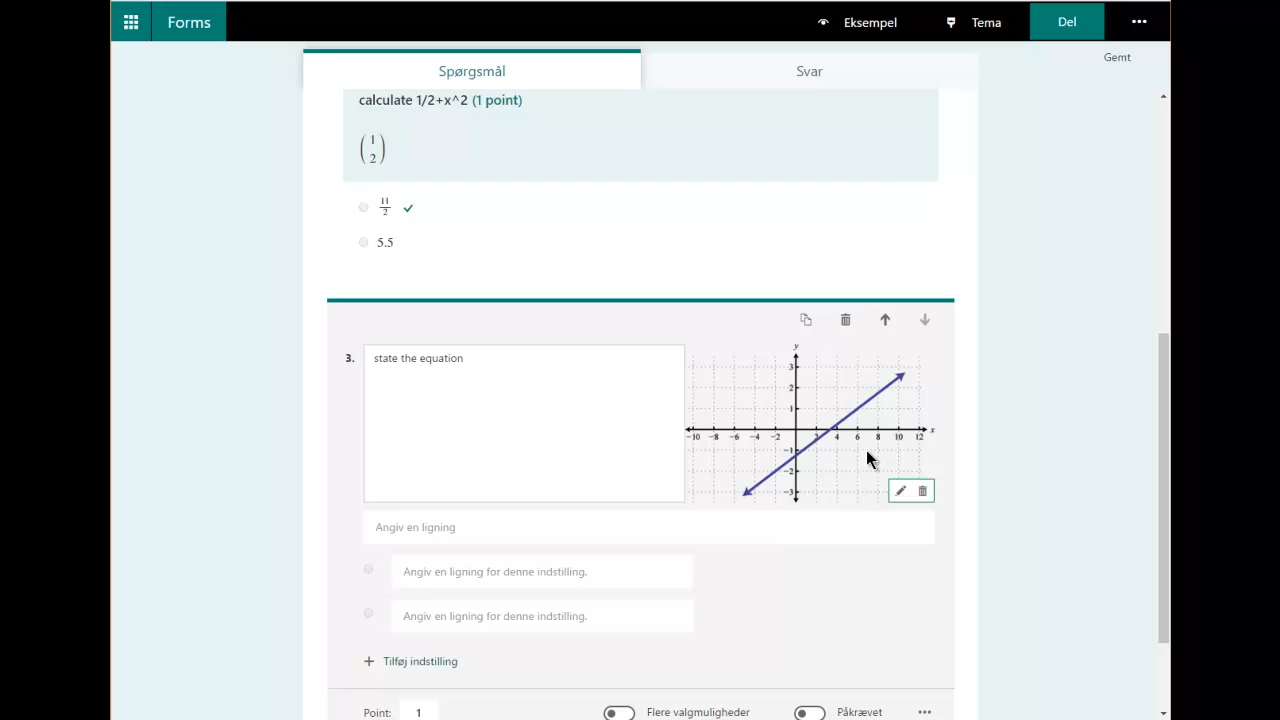 Forms
Eksempel
Tema
Del
Gemt
Spørgsmål
Svar
calculate 1/2+x^2 (1 point)
1
2
11
2
5.5
3.
state the equation
y
3
2
1
-10 -8 -6 -4 -2 2 4 6 8 10 12 x
-1
-2
-3
Angiv en ligning
Angiv en ligning for denne indstilling.
Angiv en ligning for denne indstilling.
Tilføj indstilling
Point: 1
Flere valgmuligheder
Påkrævet